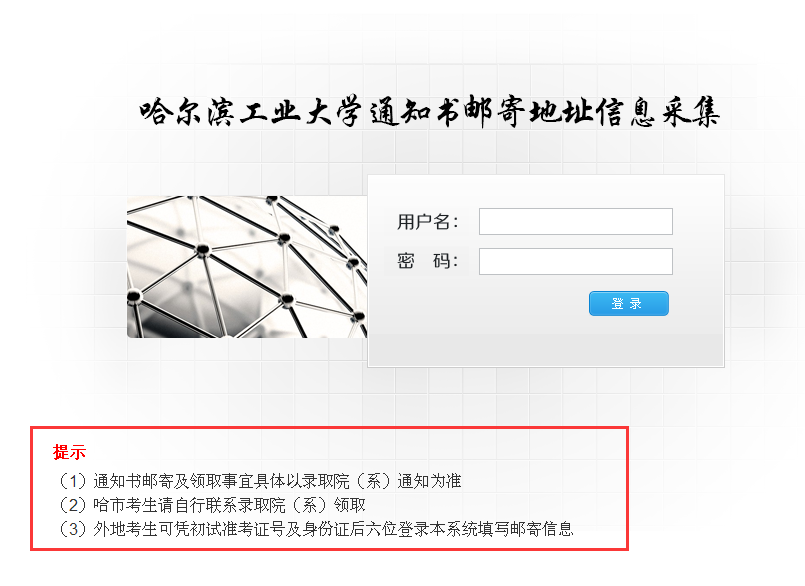 哈尔滨工业大学通知书邮寄地址信息采集
用户名：
密 码：
登 录
提示
（1）通知书邮寄及领取事宜具体以录取院（系）通知为准
（2）哈市考生请自行联系录取院（系）领取
（3）外地考生可凭初试准考证号及身份证后六位登录本系统填写邮寄信息